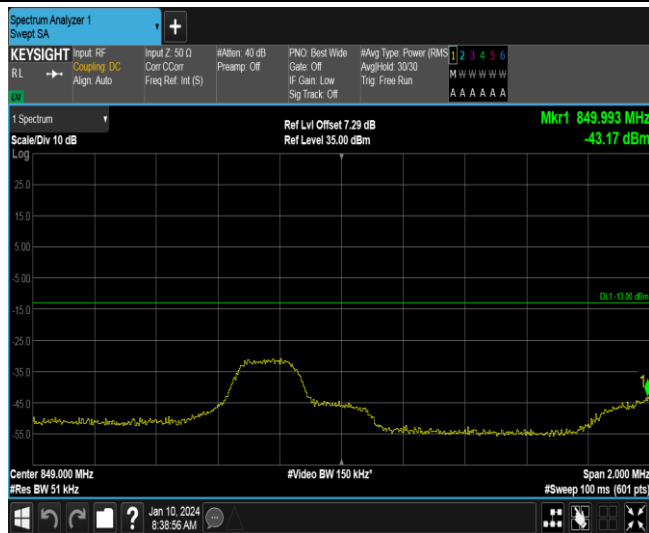 Spectrum Analyzer 1
Swept SA
+
KEYSIGHT
RL
Input: RF
Coupling: DC
Align: Auto
Input Z: 50 Ω
Corr CCorr
Freq Ref: Int (S)
#Atten: 40 dB
Preamp: Off
PNO: Best Wide
Gate: Off
IF Gain: Low
Sig Track: Off
#Avg Type: Power (RMS
Avg|Hold: 30/30
Trig: Free Run
1 2 3 4 5 6
M W W W W W
A A A A A A
1 Spectrum
Scale/Div 10 dB
Log
Ref Lvl Offset 7.29 dB
Ref Level 35.00 dBm
Mkr1 849.993 MHz
-43.17 dBm
25.0
15.0
5.00
-5.00
DL1 -13.00 dBm
-15.0
-25.0
-35.0
1
-45.0
-55.0
Center 849.000 MHz
#Res BW 51 kHz
#Video BW 150 kHz*
Span 2.000 MHz
#Sweep 100 ms (601 pts)
?
Jan 10, 2024
8:38:56 AM